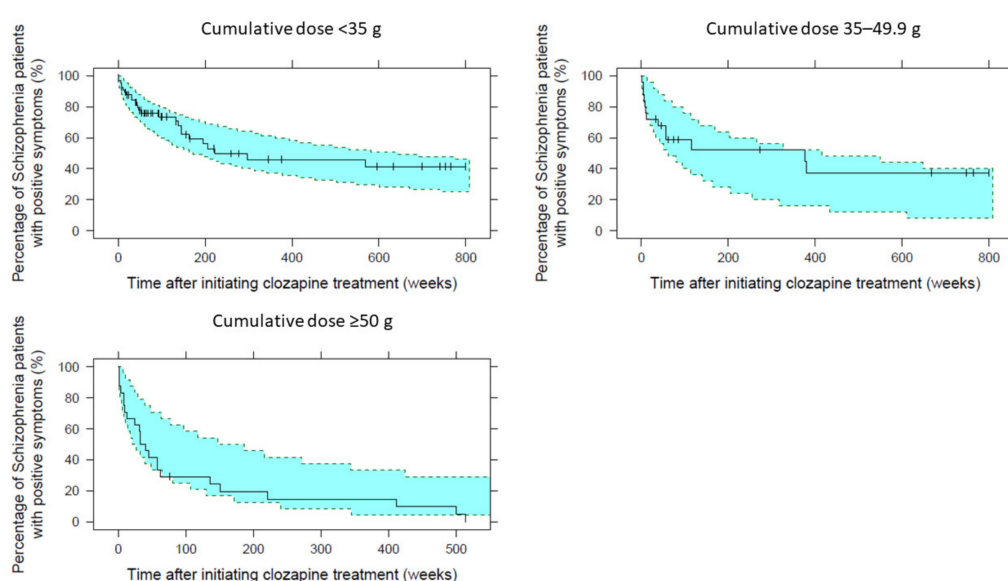 Cumulative dose <35 g
Percentage of Schizophrenia patients
with positive symptoms (%)
100
80
60
40
20
0
0 200 400 600 800
Time after initiating clozapine treatment (weeks)
Cumulative dose 35–49.9 g
Percentage of Schizophrenia patients
with positive symptoms (%)
100
80
60
40
20
0
0 200 400 600 800
Time after initiating clozapine treatment (weeks)
Cumulative dose ≥50 g
Percentage of Schizophrenia patients
with positive symptoms (%)
100
80
60
40
20
0
0 100 200 300 400 500
Time after initiating clozapine treatment (weeks)